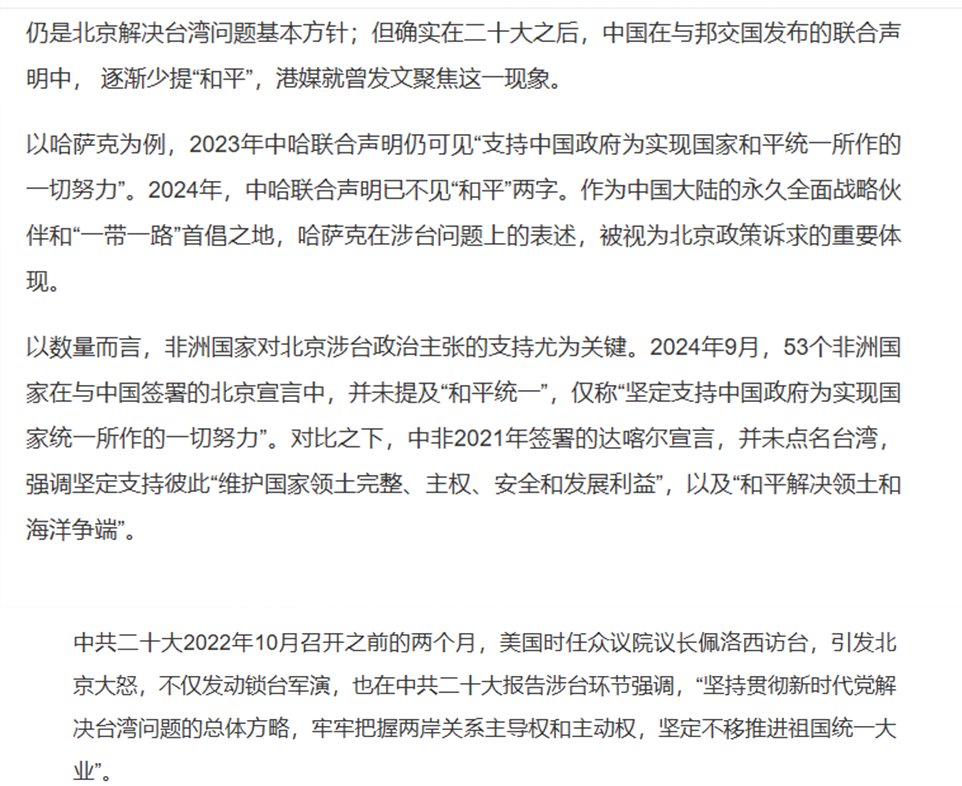 仍是北京解决台湾问题基本方针；但确实在二十大之后，中国在与邦交国发布的联合声
明中， 逐渐少提“和平”，港媒就曾发文聚焦这一现象。
以哈萨克为例，2023年中哈联合声明仍可见“支持中国政府为实现国家和平统一所作的
一切努力”。2024年，中哈联合声明已不见“和平”两字。作为中国大陆的永久全面战略伙
伴和“一带一路”首倡之地，哈萨克在涉台问题上的表述，被视为北京政策诉求的重要体
现。
以数量而言，非洲国家对北京涉台政治主张的支持尤为关键。2024年9月，53个非洲国
家在与中国签署的北京宣言中，并未提及“和平统一”，仅称“坚定支持中国政府为实现国
家统一所作的一切努力”。对比之下，中非2021年签署的达喀尔宣言，并未点名台湾，
强调坚定支持彼此“维护国家领土完整、主权、安全和发展利益”，以及“和平解决领土和
海洋争端”。
中共二十大2022年10月召开之前的两个月，美国时任众议院议长佩洛西访台，引发北
京大怒，不仅发动锁台军演，也在中共二十大报告涉台环节强调，“坚持贯彻新时代党解
决台湾问题的总体方略，牢牢把握两岸关系主导权和主动权，坚定不移推进祖国统一大
业”。